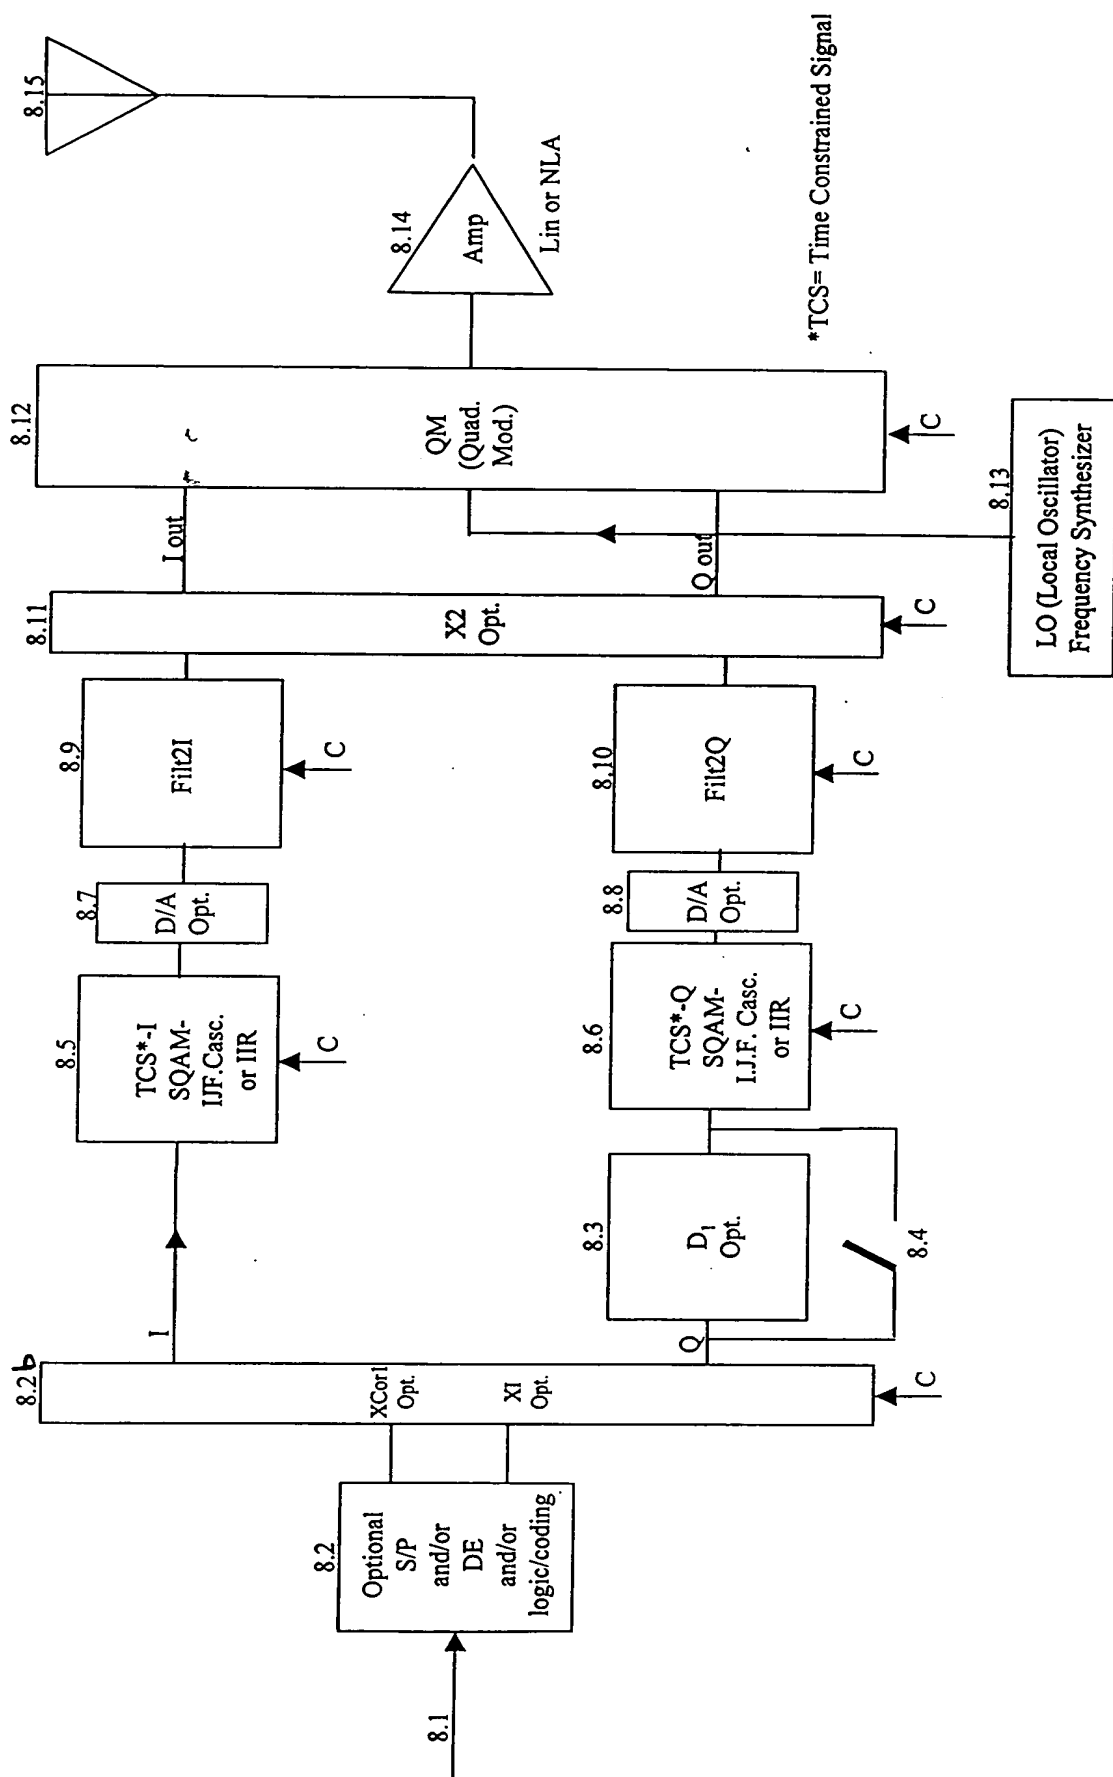 8.1
8.2
Optional
S/P
and/or
DE
and/or
logic/coding
8.2b
XCor1
Opt.
XI
Opt.
C
I
Q
8.3
D1
Opt.
8.4
8.5
TCS*-I
SQAM-
IJF.Casc.
or IIR
C
8.6
TCS*-Q
SQAM-
I.J.F. Casc.
or IIR
C
8.7
D/A
Opt.
8.8
D/A
Opt.
8.9
Filt2I
C
8.10
Filt2Q
C
8.11
X2
Opt.
C
I out
Q out
8.12
QM
(Quad.
Mod.)
C
8.13
LO (Local Oscillator)
Frequency Synthesizer
8.14
Amp
Lin or NLA
8.15
*TCS= Time Constrained Signal